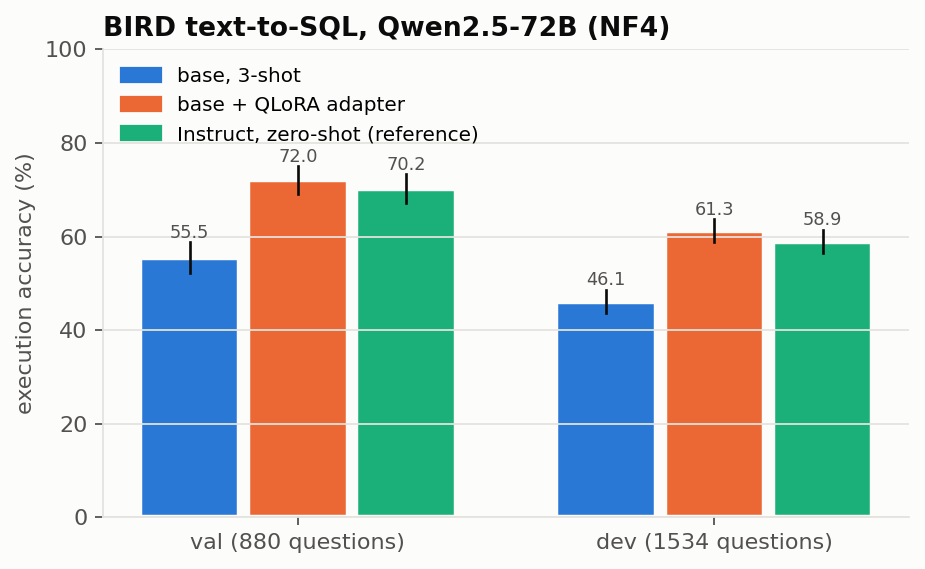 BIRD text-to-SQL, Qwen2.5-72B (NF4)
execution accuracy (%)
100
80
60
40
20
0
base, 3-shot
base + QLoRA adapter
Instruct, zero-shot (reference)
55.5
72.0
70.2
46.1
61.3
58.9
val (880 questions)
dev (1534 questions)